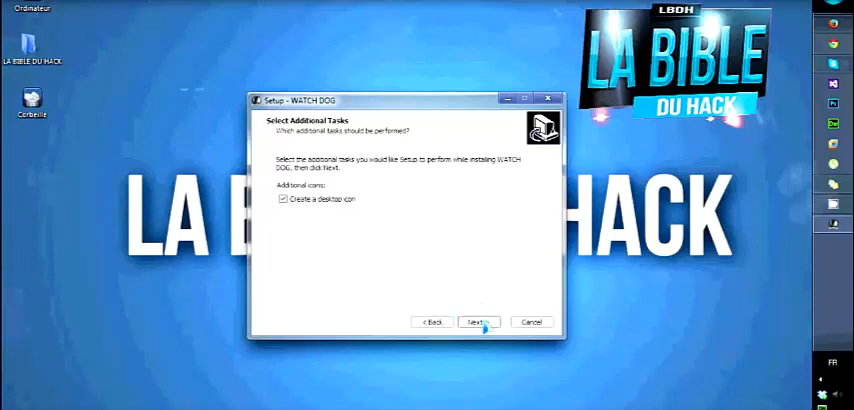 Ordinateur
LBDH
LA BIBLE
DU HACK
LA BIBLE DU HACK
Corbeille
Setup - WATCH DOG
Select Additional Tasks
Which additional tasks should be performed?
Select the additional tasks you would like Setup to perform while installing WATCH
DOG, then click Next.
Additional icons:
Create a desktop icon
LA B HACK
< Back
Next
Cancel
FR